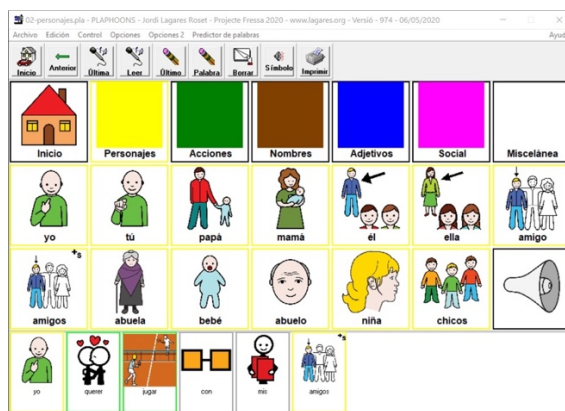 02-personajes.pla - PLAPHOONS - Jordi Lagares Roset - Projecte Fressa 2020 - www.lagares.org - Versió - 974 - 06/05/2020
Archivo Edición Control Opciones Opciones 2 Predictor de palabras Ayud
Inicio Anterior Última Leer Último Palabra Borrar Símbolo Imprimir
Inicio Personajes Acciones Nombres Adjetivos Social Miscelánea
yo tú papá mamá él ella amigo
+s
amigos abuela bebé abuelo niña chicos
+s
yo querer jugar con mis amigos